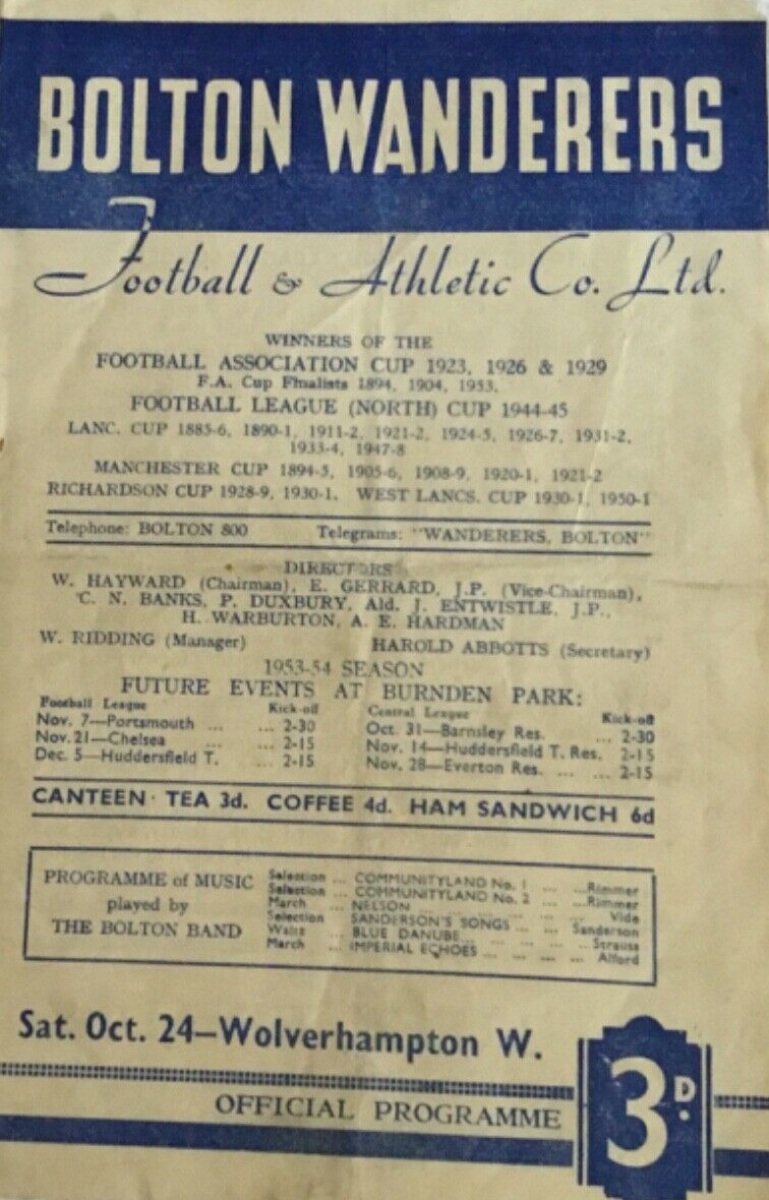 BOLTON WANDERERS
Football & Athletic Co. Ltd.
WINNERS OF THE
FOOTBALL ASSOCIATION CUP 1923, 1926 & 1929
F.A. Cup Finalists 1894, 1904, 1953.
FOOTBALL LEAGUE (NORTH) CUP 1944-45
LANC. CUP 1885-6, 1890-1, 1911-2, 1921-2, 1924-5, 1926-7, 1931-2,
1933-4, 1947-8
MANCHESTER CUP 1894-5, 1905-6, 1908-9, 1920-1, 1921-2
RICHARDSON CUP 1928-9, 1930-1. WEST LANCS. CUP 1930-1, 1950-1
Telephone: BOLTON 800 Telegrams: "WANDERERS, BOLTON"
DIRECTORS
W. HAYWARD (Chairman), E. GERRARD, J.P. (Vice-Chairman),
C. N. BANKS, P. DUXBURY, Ald. J. ENTWISTLE, J.P.,
H. WARBURTON, A. E. HARDMAN
W. RIDDING (Manager) HAROLD ABBOTTS (Secretary)
1953-54 SEASON
FUTURE EVENTS AT BURNDEN PARK:
Football League Kick-off
Nov. 7—Portsmouth ... ... 2-30
Nov. 21—Chelsea ... ... 2-15
Dec. 5—Huddersfield T. ... 2-15
Central League Kick-off
Oct. 31—Barnsley Res. ... 2-30
Nov. 14—Huddersfield T. Res. 2-15
Nov. 28—Everton Res. ... ... 2-15
CANTEEN · TEA 3d. COFFEE 4d. HAM SANDWICH 6d
PROGRAMME of MUSIC
played by
THE BOLTON BAND
Selection ... COMMUNITYLAND No. 1 ... ... Rimmer
Selection ... COMMUNITYLAND No. 2 ... ... Rimmer
March ... NELSON ... ... ... Vide
Selection SANDERSON'S SONGS ... ... Sanderson
Waltz ... BLUE DANUBE ... ... ... Strauss
March ... IMPERIAL ECHOES ... ... ... Alford
Sat. Oct. 24—Wolverhampton W.
OFFICIAL PROGRAMME
3D.